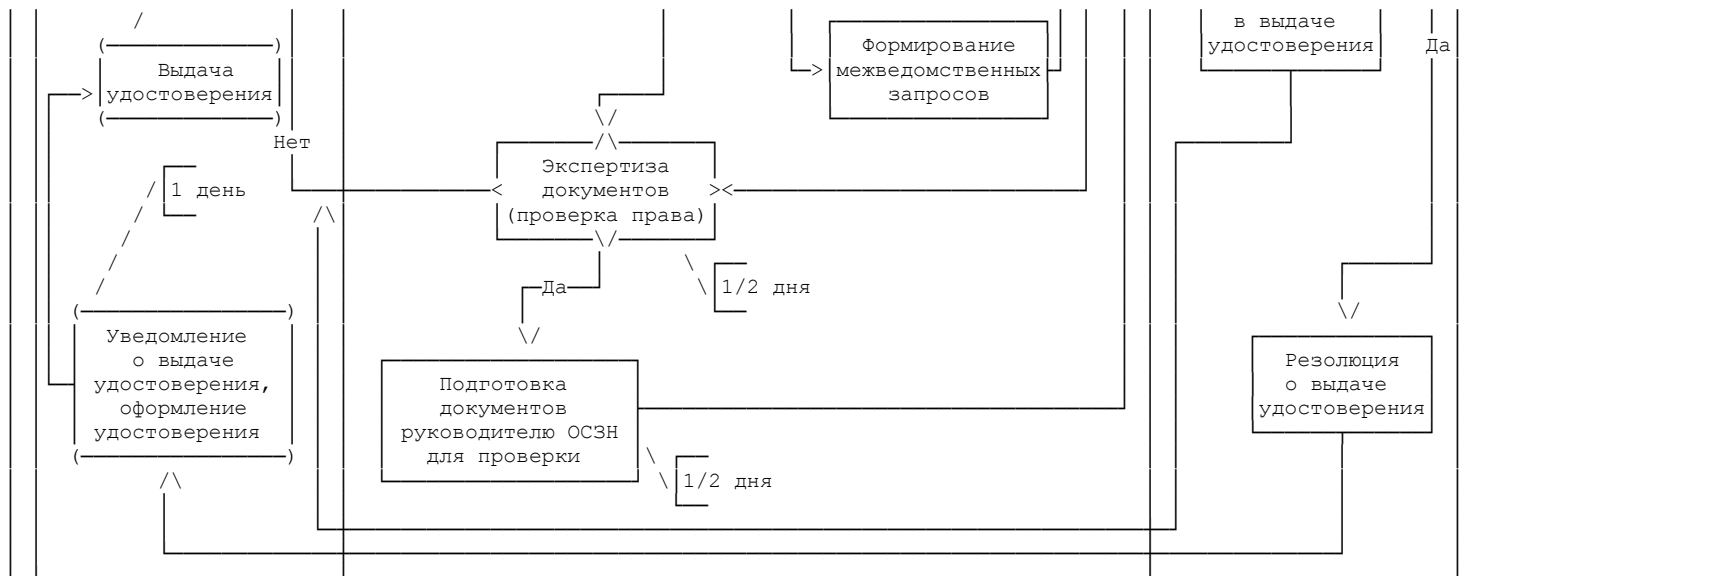 в выдаче
удостоверения
Да
Формирование
межведомственных
запросов
Выдача
удостоверения
Нет
Экспертиза
документов
(проверка права)
1 день
Да
1/2 дня
Уведомление
о выдаче
удостоверения,
оформление
удостоверения
Подготовка
документов
руководителю ОСЗН
для проверки
1/2 дня
Резолюция
о выдаче
удостоверения